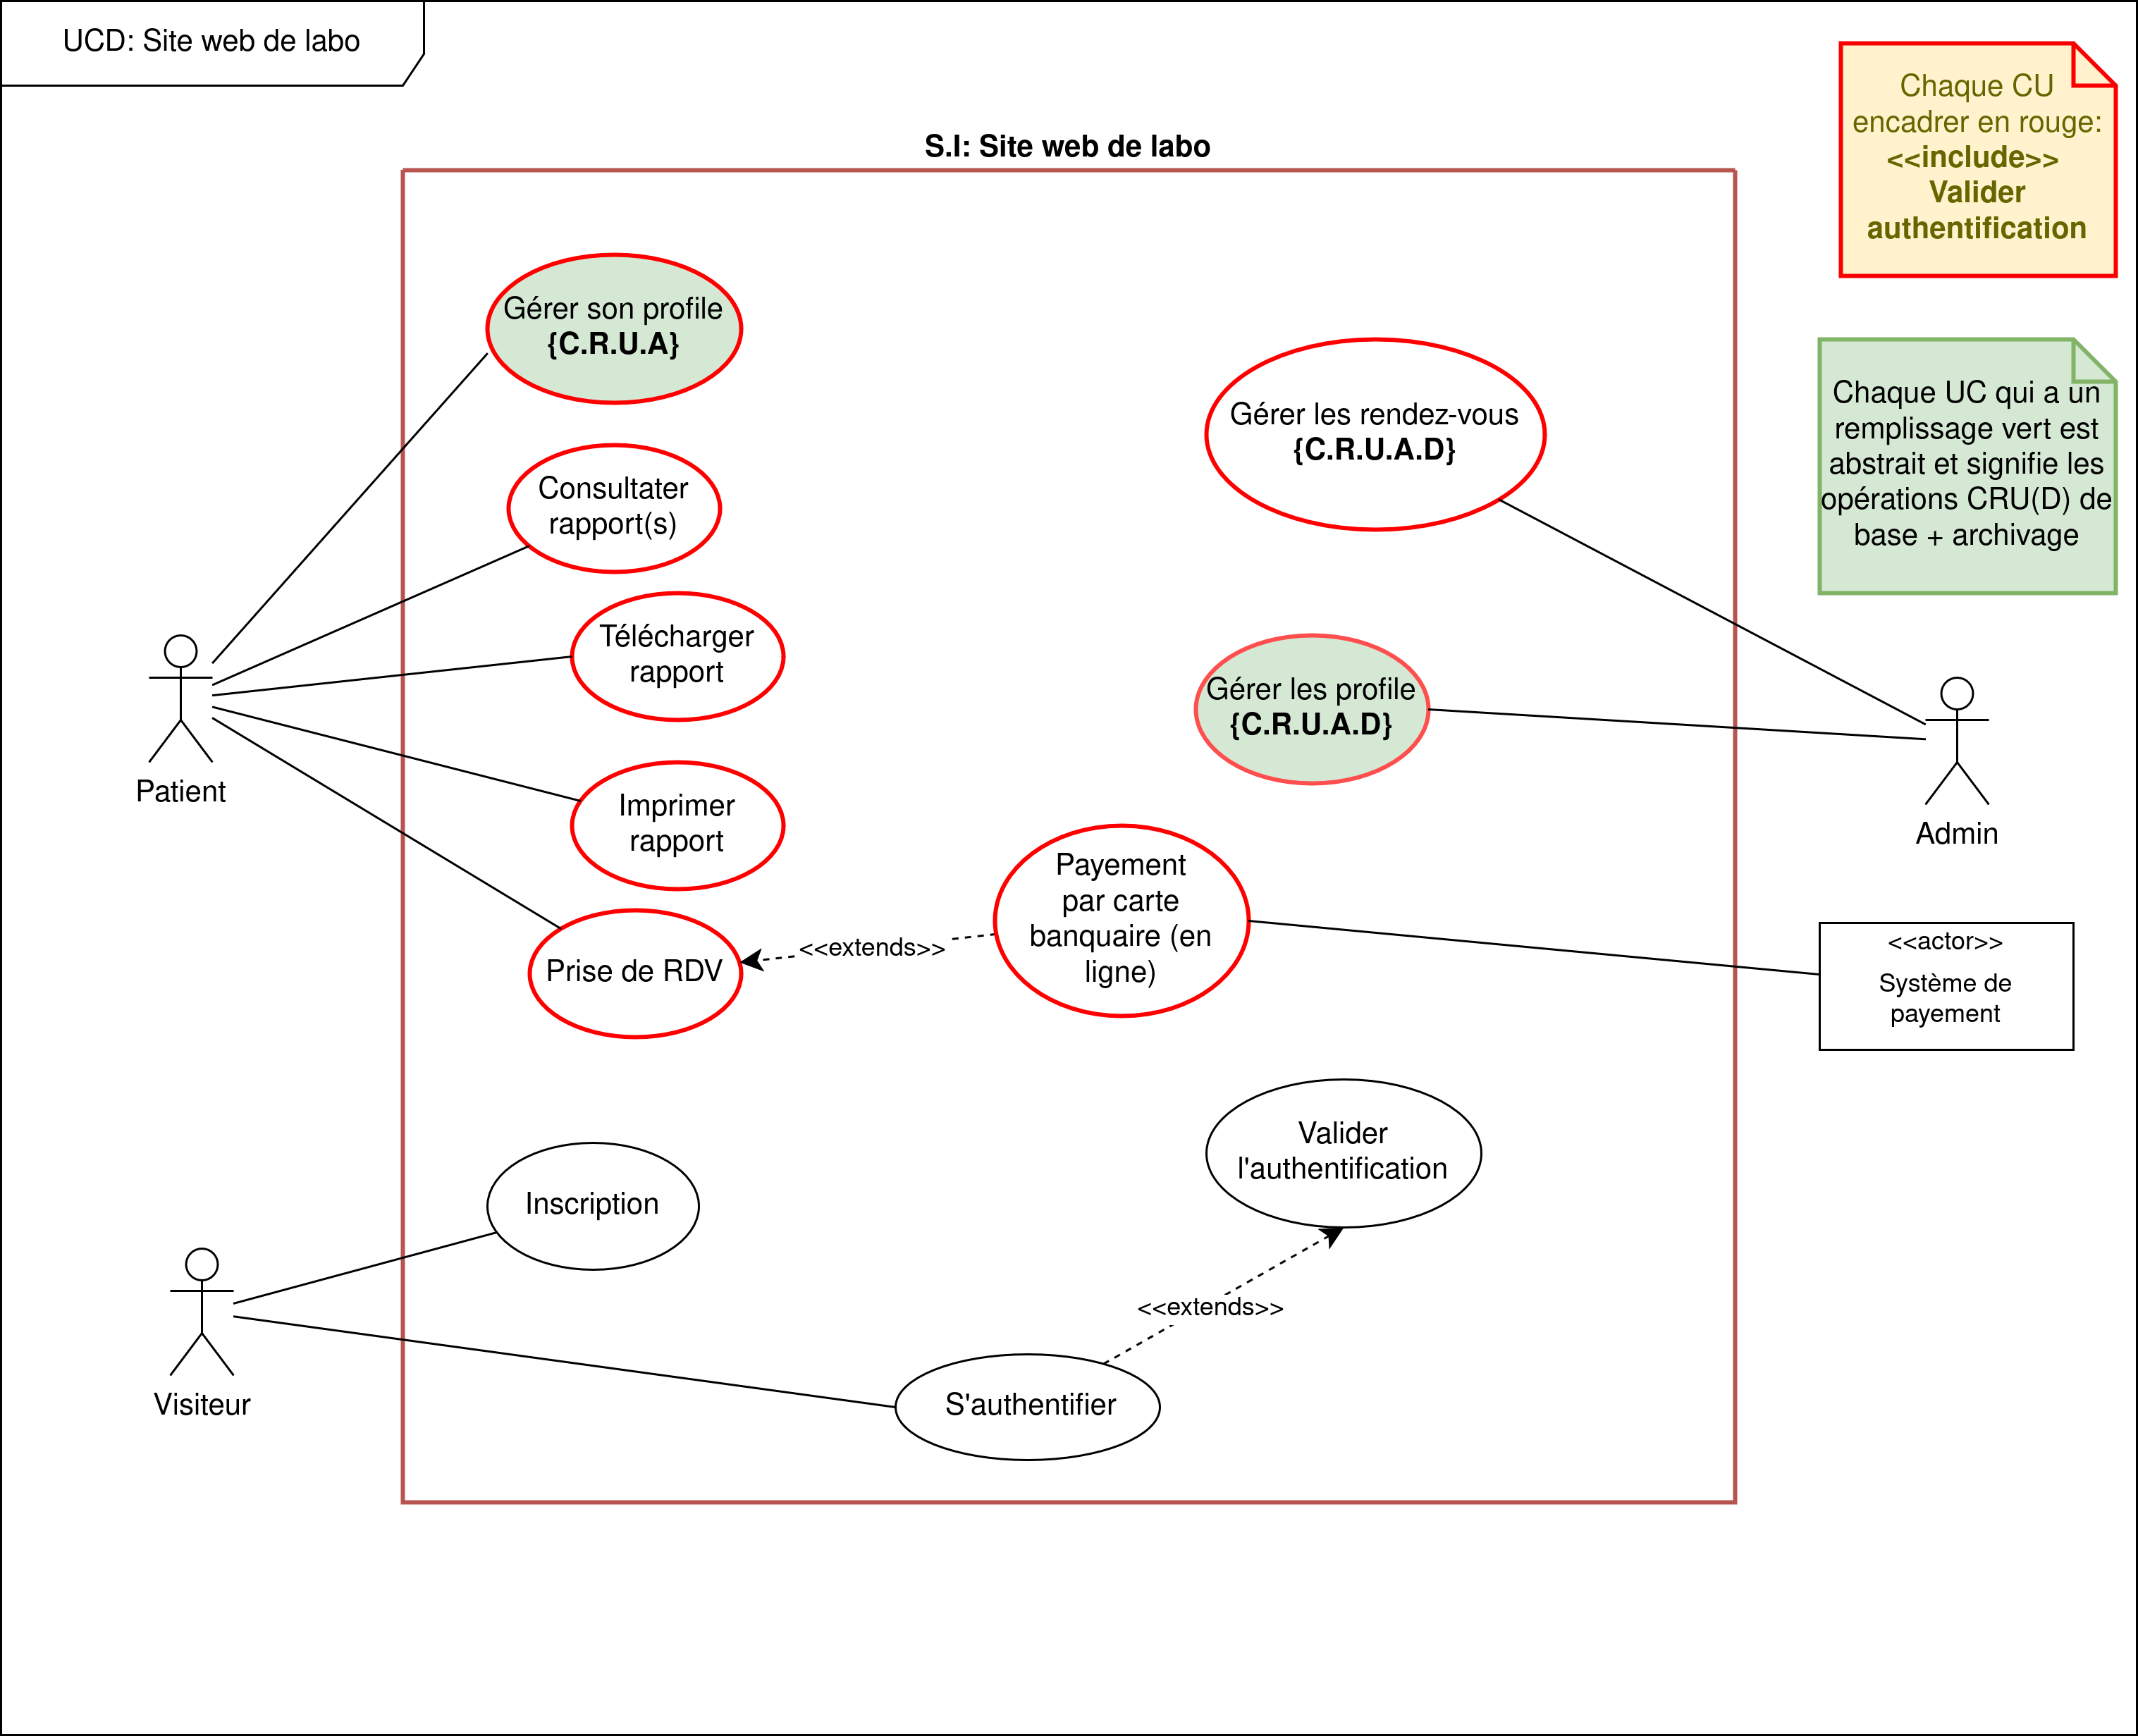 UCD: Site web de labo
S.I: Site web de labo
Chaque CU
encadrer en rouge:
<<include>>
Valider
authentification
Gérer son profile
{C.R.U.A}
Gérer les rendez-vous
{C.R.U.A.D}
Chaque UC qui a un
remplissage vert est
abstrait et signifie les
opérations CRU(D) de
base + archivage
Consultater
rapport(s)
Télécharger
rapport
Gérer les profile
{C.R.U.A.D}
Patient
Imprimer
rapport
Admin
Payement
par carte
banquaire (en
ligne)
<<extends>>
Prise de RDV
<<actor>>
Système de
payement
Valider
l'authentification
Inscription
<<extends>>
Visiteur
S'authentifier